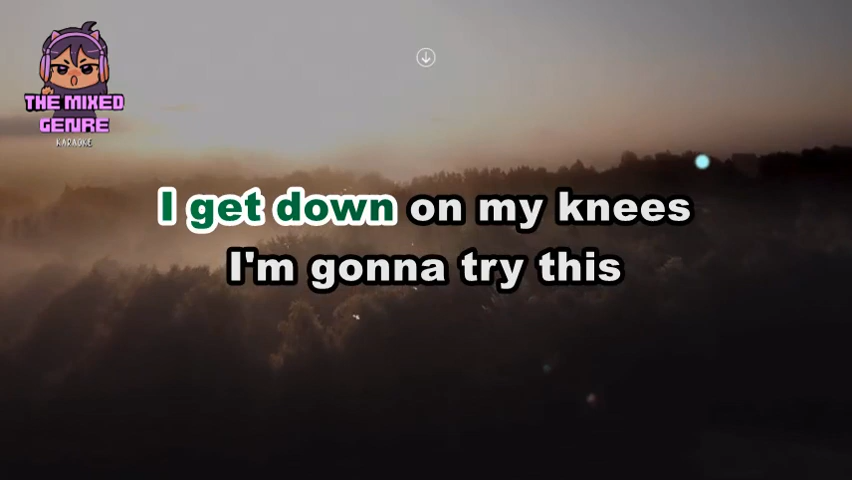 THE MIXED
GENRE
KARAOKE
I get down on my knees
I'm gonna try this